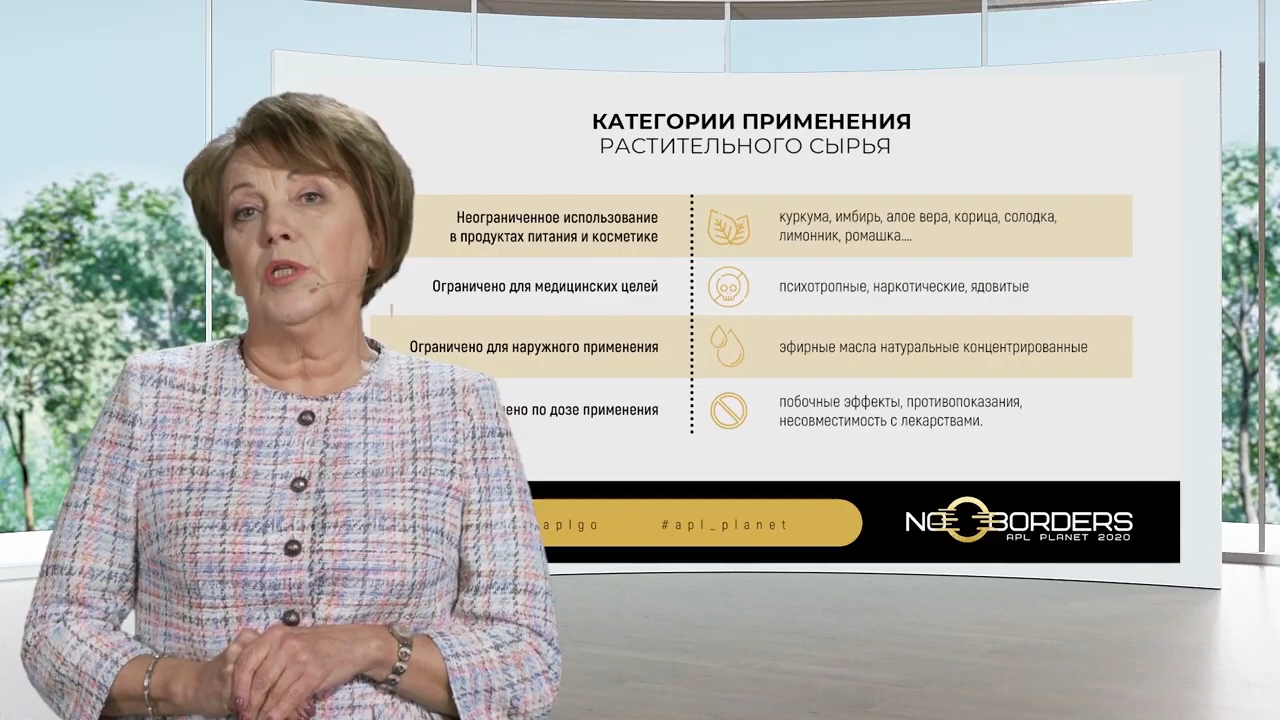 КАТЕГОРИИ ПРИМЕНЕНИЯ
РАСТИТЕЛЬНОГО СЫРЬЯ
Неограниченное использование
в продуктах питания и косметике
куркума, имбирь, алое вера, корица, солодка,
лимонник, ромашка....
Ограничено для медицинских целей
психотропные, наркотические, ядовитые
Ограничено для наружного применения
эфирные масла натуральные концентрированные
по дозе применения
побочные эффекты, противопоказания,
несовместимость с лекарствами.
aplgo
#apl_planet
NO BORDERS
APL PLANET 2020